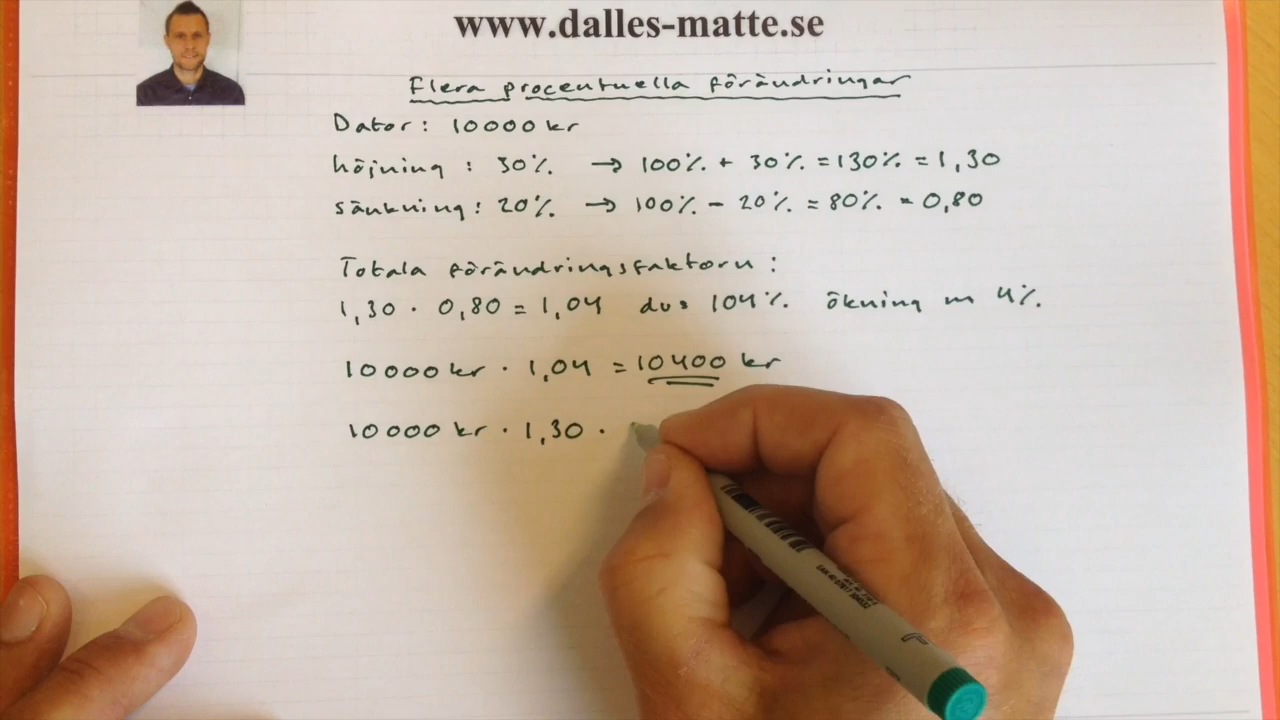 www.dalles-matte.se
Flera procentuella förändringar
Dator: 10000 kr
höjning: 30% → 100% + 30% = 130% = 1,30
sänkning: 20% → 100% - 20% = 80% = 0,80
Totala förändringsfaktorn:
1,30 · 0,80 = 1,04 dvs 104% ökning m 4%.
10000 kr · 1,04 = 10400 kr
10000 kr · 1,30 ·